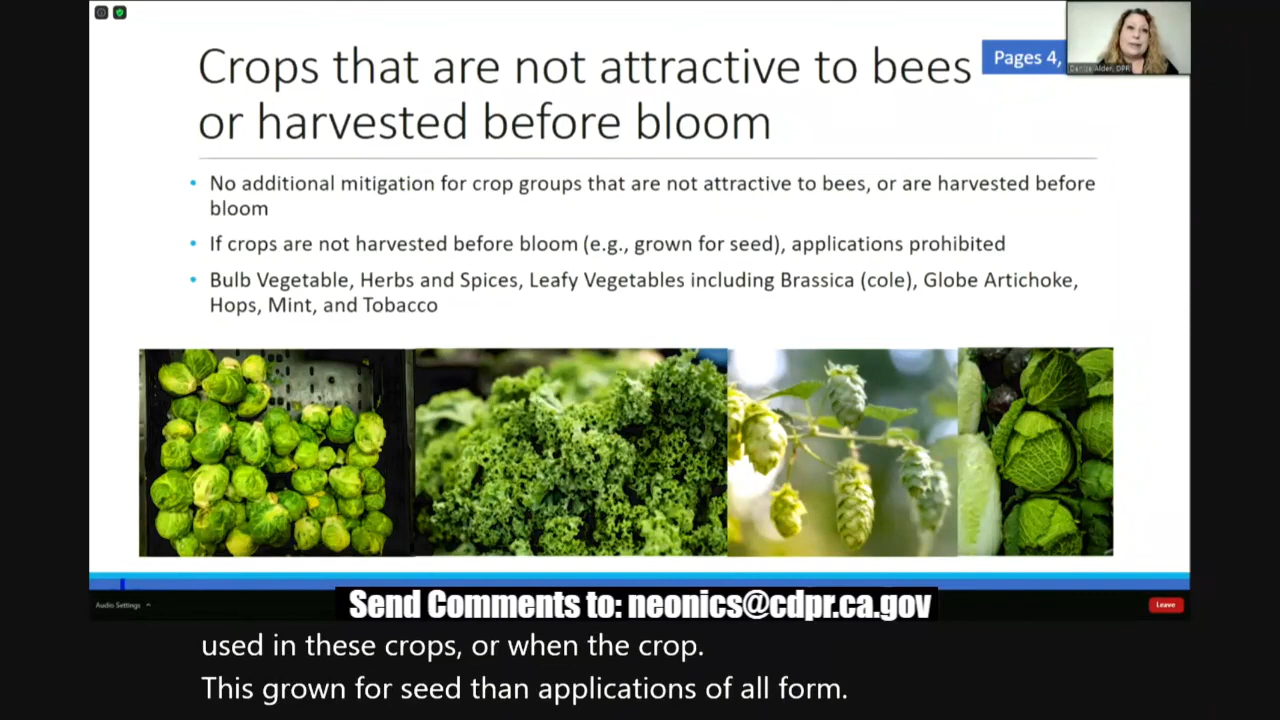 Crops that are not attractive to bees
or harvested before bloom
Pages 4,
Denise Alder, DPR
• No additional mitigation for crop groups that are not attractive to bees, or are harvested before
bloom
• If crops are not harvested before bloom (e.g., grown for seed), applications prohibited
• Bulb Vegetable, Herbs and Spices, Leafy Vegetables including Brassica (cole), Globe Artichoke,
Hops, Mint, and Tobacco
Audio Settings
Send Comments to: neonics@cdpr.ca.gov
Leave
used in these crops, or when the crop.
This grown for seed than applications of all form.